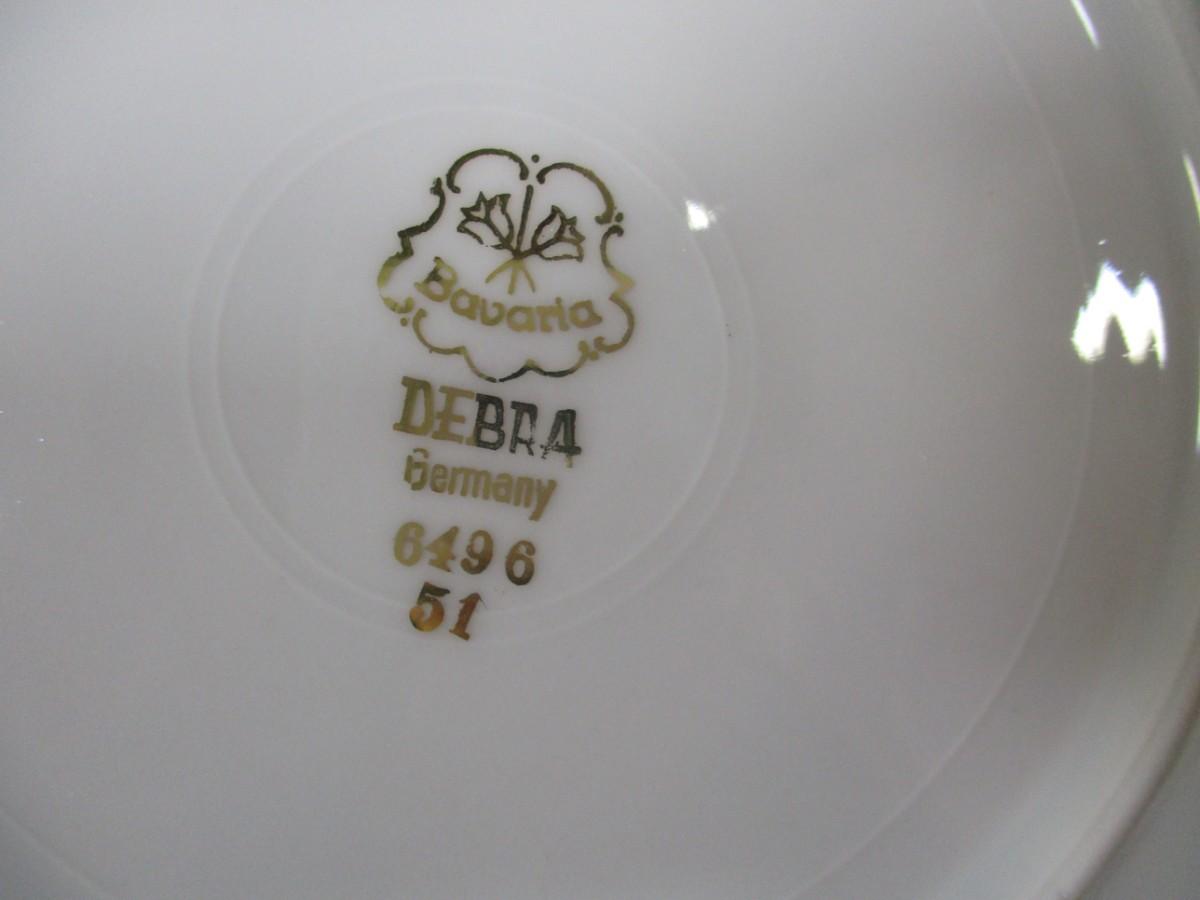 Bavaria
DEBRA
Germany
6496
51